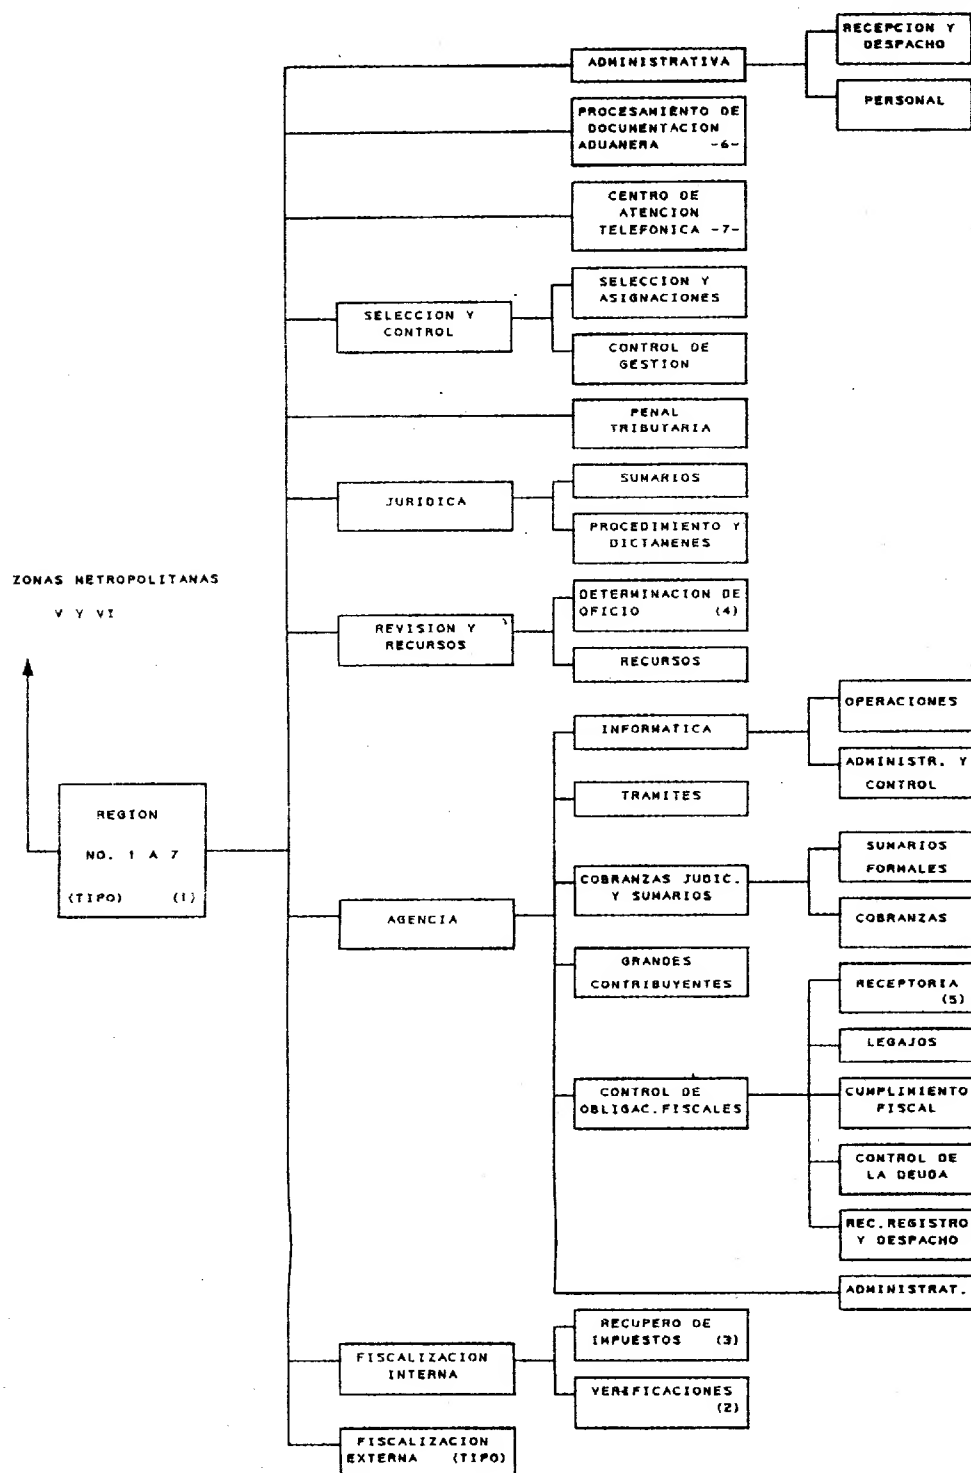 RECEPCION Y
DESPACHO
ADMINISTRATIVA
PERSONAL
PROCESAMIENTO DE
DOCUMENTACION
ADUANERA -6-
CENTRO DE
ATENCION
TELEFONICA -7-
SELECCION Y
ASIGNACIONES
SELECCION Y
CONTROL
CONTROL DE
GESTION
PENAL
TRIBUTARIA
SUMARIOS
JURIDICA
PROCEDIMIENTO Y
DICTAMENES
ZONAS METROPOLITANAS
V Y VI
DETERMINACION DE
OFICIO (4)
REVISION Y
RECURSOS
RECURSOS
OPERACIONES
INFORMATICA
ADMINISTR. Y
CONTROL
TRAMITES
REGION
NO. 1 A 7
(TIPO) (1)
SUMARIOS
FORMALES
COBRANZAS JUDIC.
Y SUMARIOS
COBRANZAS
AGENCIA
GRANDES
CONTRIBUYENTES
RECEPTORIA
(5)
LEGAJOS
CONTROL DE
OBLIGAC.FISCALES
CUMPLIMIENTO
FISCAL
CONTROL DE
LA DEUDA
REC.REGISTRO
Y DESPACHO
ADMINISTRAT.
RECUPERO DE
IMPUESTOS (3)
FISCALIZACION
INTERNA
VERIFICACIONES
(2)
FISCALIZACION
EXTERNA (TIPO)